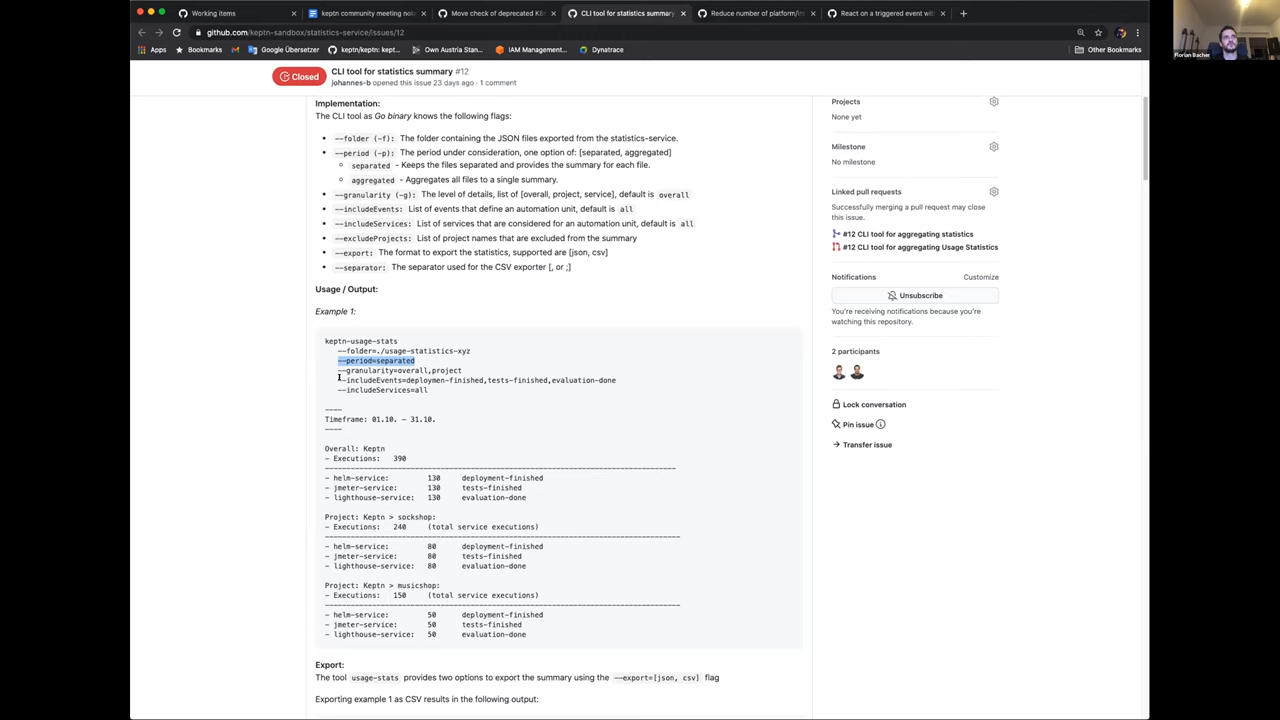 Working items
keptn community meeting not
Move check of deprecated K8s
CLI tool for statistics summary
Reduce number of platform/in
React on a triggered event with
github.com/keptn-sandbox/statistics-service/issues/12
Apps
Bookmarks
Google Übersetzer
keptn/keptn: kept...
Own Austria Stan...
IAM Management...
Dynatrace
Other Bookmarks
Florian Bacher
Closed
CLI tool for statistics summary #12
johannes-b opened this issue 23 days ago · 1 comment
Implementation:
The CLI tool as Go binary knows the following flags:
• --folder (-f): The folder containing the JSON files exported from the statistics-service.
• --period (-p): The period under consideration, one option of: [separated, aggregated]
separated - Keeps the files separated and provides the summary for each file.
aggregated - Aggregates all files to a single summary.
• --granularity (-g): The level of details, list of [overall, project, service], default is overall
• --includeEvents: List of events that define an automation unit, default is all
• --includeServices: List of services that are considered for an automation unit, default is all
• --excludeProjects: List of project names that are excluded from the summary
• --export: The format to export the statistics, supported are [json, csv]
• --separator: The separator used for the CSV exporter [, or ;]
Usage / Output:
Example 1:
keptn-usage-stats
--folder=./usage-statistics-xyz
--period=separated
--granularity=overall,project
--includeEvents=deploymen-finished,tests-finished,evaluation-done
--includeServices=all
----
Timeframe: 01.10. – 31.10.
----
Overall: Keptn
- Executions: 390
- helm-service: 130 deployment-finished
- jmeter-service: 130 tests-finished
- lighthouse-service: 130 evaluation-done
Project: Keptn > sockshop:
- Executions: 240 (total service executions)
- helm-service: 80 deployment-finished
- jmeter-service: 80 tests-finished
- lighthouse-service: 80 evaluation-done
Project: Keptn > musicshop:
- Executions: 150 (total service executions)
- helm-service: 50 deployment-finished
- jmeter-service: 50 tests-finished
- lighthouse-service: 50 evaluation-done
Export:
The tool usage-stats provides two options to export the summary using the --export=[json, csv] flag
Exporting example 1 as CSV results in the following output:
Projects
None yet
Milestone
No milestone
Linked pull requests
Successfully merging a pull request may close
this issue.
#12 CLI tool for aggregating statistics
#12 CLI tool for aggregating Usage Statistics
Notifications
Customize
Unsubscribe
You're receiving notifications because you're
watching this repository.
2 participants
Lock conversation
Pin issue
Transfer issue